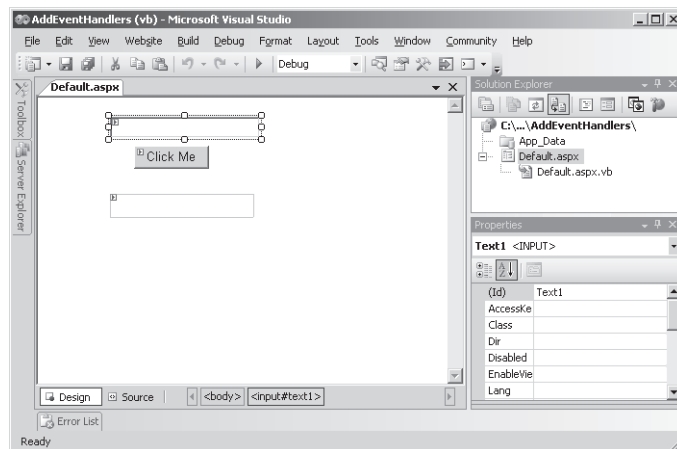 AddEventHandlers (vb) - Microsoft Visual Studio
File Edit View Website Build Debug Format Layout Tools Window Community Help
Debug
Toolbox
Server Explorer
Default.aspx
Click Me
Design Source <body> <input#text1>
Solution Explorer
C:\...\AddEventHandlers\
App_Data
Default.aspx
Default.aspx.vb
Properties
Text1 <INPUT>
(Id) Text1
AccessKe
Class
Dir
Disabled
EnableVie
Lang
Error List
Ready